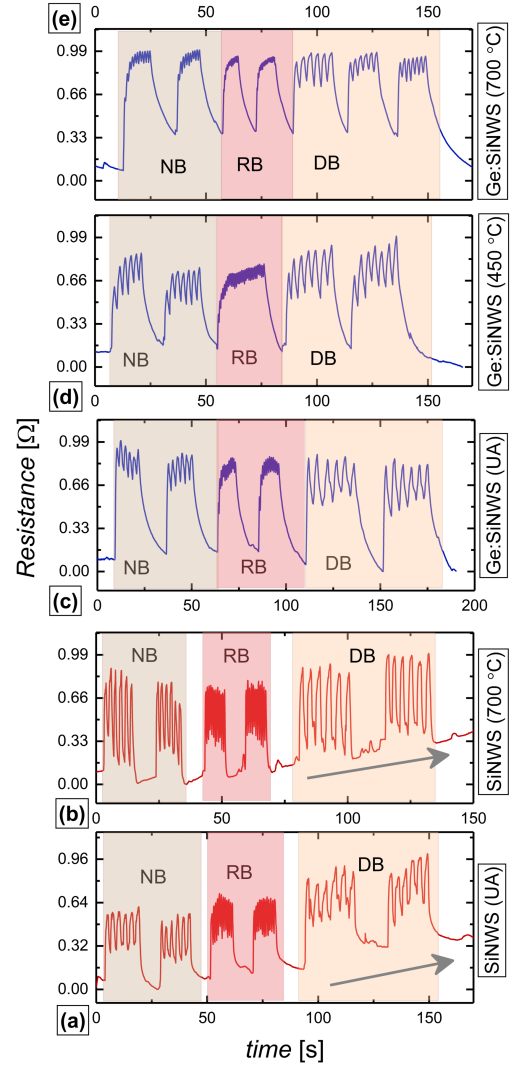 (e)
0 50 100 150
0.99
0.66
0.33
0.00
NB
RB
DB
Ge:SiNWS (700 °C)
0.99
0.66
0.33
0.00
NB
RB
DB
Ge:SiNWS (450 °C)
(d)
0 50 100 150
Resistance [Ω]
0.99
0.66
0.33
0.00
NB
RB
DB
Ge:SiNWS (UA)
(c)
0 50 100 150 200
NB
RB
DB
0.99
0.66
0.33
0.00
SiNWS (700 °C)
(b)
0 50 100 150
NB
RB
DB
0.96
0.64
0.32
0.00
SiNWS (UA)
(a)
0 50 100 150
time [s]